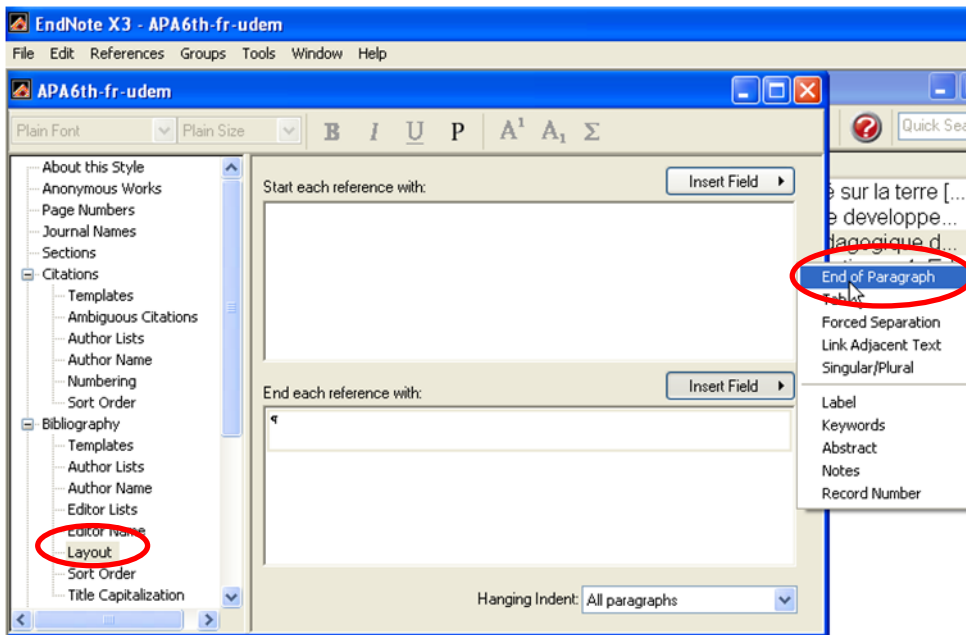 EndNote X3 - APA6th-fr-udem
File Edit References Groups Tools Window Help
APA6th-fr-udem
Plain Font Plain Size B I U P A¹ A₁ Σ
Quick Sea
About this Style
Anonymous Works
Page Numbers
Journal Names
Sections
Citations
Templates
Ambiguous Citations
Author Lists
Author Name
Numbering
Sort Order
Bibliography
Templates
Author Lists
Author Name
Editor Lists
Editor Name
Layout
Sort Order
Title Capitalization
Start each reference with:
Insert Field
End each reference with:
Insert Field
¶
Hanging Indent: All paragraphs
é sur la terre [...
e developpe...
dagogique d...
End of Paragraph
Tab
Forced Separation
Link Adjacent Text
Singular/Plural
Label
Keywords
Abstract
Notes
Record Number